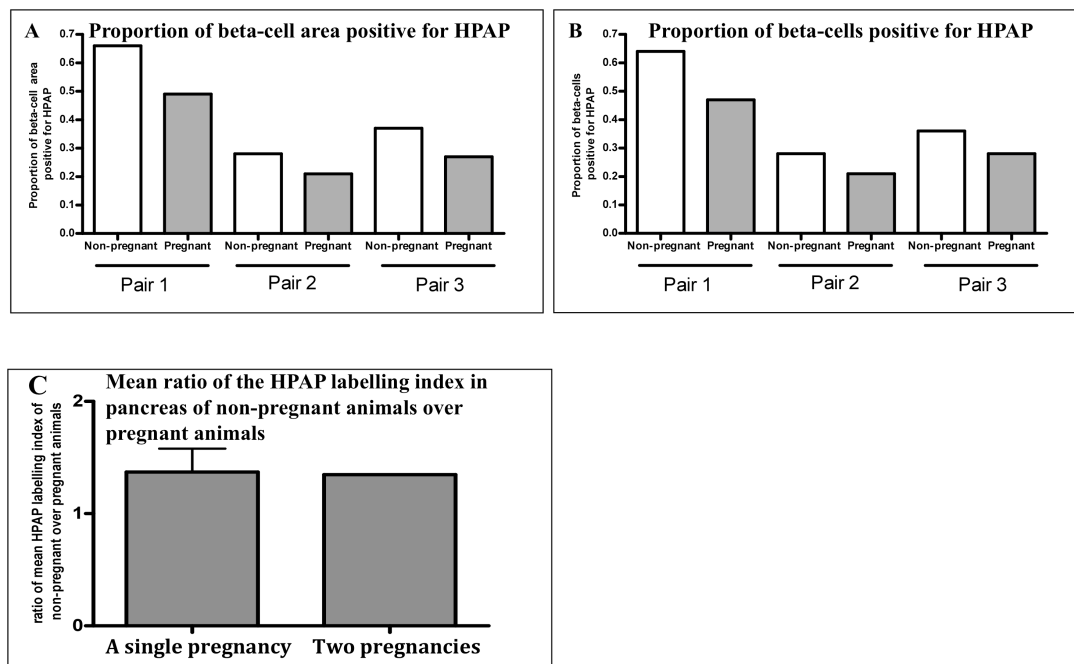 A Proportion of beta-cell area positive for HPAP
Proportion of beta-cell area
positive for HPAP
0.7
0.6
0.5
0.4
0.3
0.2
0.1
0.0
Non-pregnant Pregnant Non-pregnant Pregnant Non-pregnant Pregnant
Pair 1 Pair 2 Pair 3
B Proportion of beta-cells positive for HPAP
Proportion of beta-cells
positive for HPAP
0.7
0.6
0.5
0.4
0.3
0.2
0.1
0.0
Non-pregnant Pregnant Non-pregnant Pregnant Non-pregnant Pregnant
Pair 1 Pair 2 Pair 3
C Mean ratio of the HPAP labelling index in
pancreas of non-pregnant animals over
pregnant animals
ratio of mean HPAP labelling index of
non-pregnant over pregnant animals
2
1
0
A single pregnancy Two pregnancies